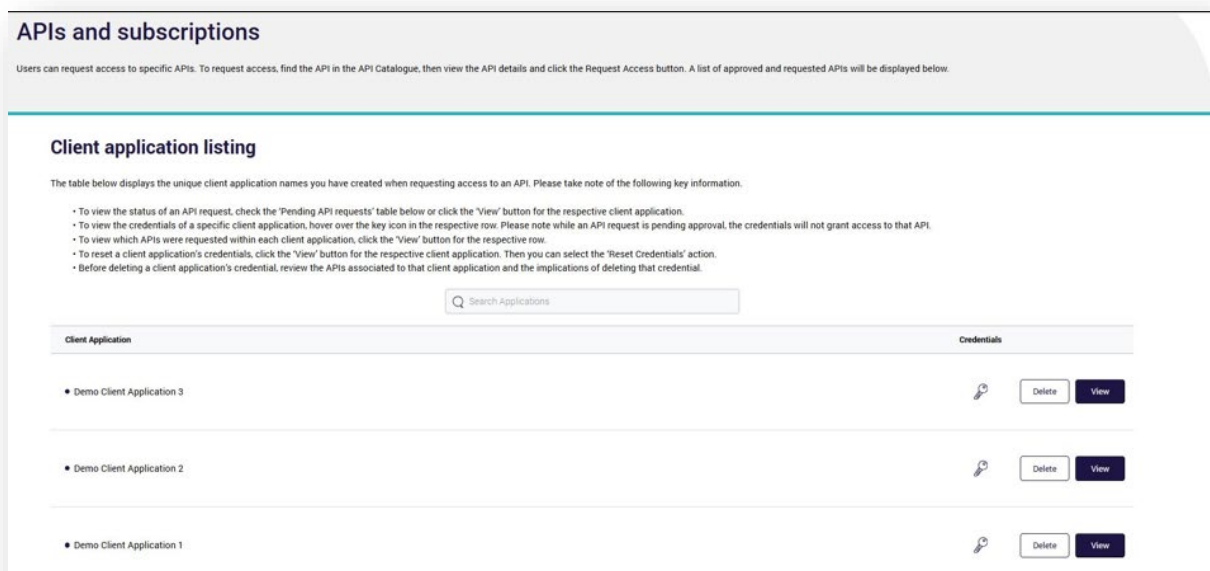 APIs and subscriptions
Users can request access to specific APIs. To request access, find the API in the API Catalogue, then view the API details and click the Request Access button. A list of approved and requested APIs will be displayed below.
Client application listing
The table below displays the unique client application names you have created when requesting access to an API. Please take note of the following key information.
• To view the status of an API request, check the 'Pending API requests' table below or click the 'View' button for the respective client application.
• To view the credentials of a specific client application, hover over the key icon in the respective row. Please note while an API request is pending approval, the credentials will not grant access to that API.
• To view which APIs were requested within each client application, click the 'View' button for the respective row.
• To reset a client application's credentials, click the 'View' button for the respective client application. Then you can select the 'Reset Credentials' action.
• Before deleting a client application's credential, review the APIs associated to that client application and the implications of deleting that credential.
Search Applications
Client Application Credentials
• Demo Client Application 3 Delete View
• Demo Client Application 2 Delete View
• Demo Client Application 1 Delete View